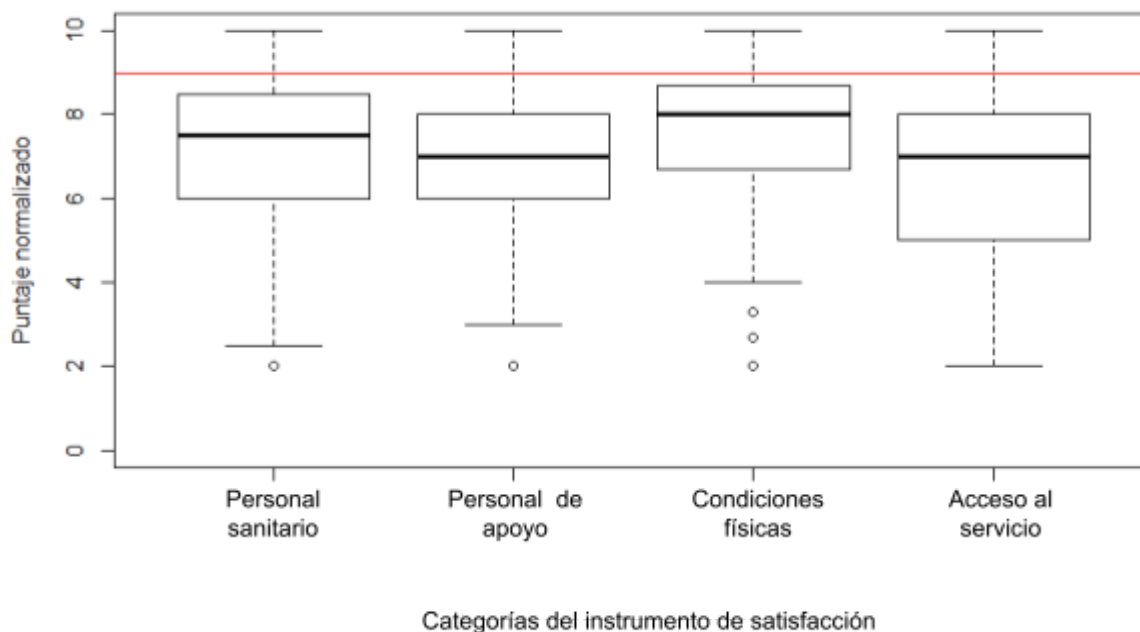 Puntaje normalizado
10
8
6
4
2
0
Personal
sanitario
Personal de
apoyo
Condiciones
físicas
Acceso al
servicio
Categorías del instrumento de satisfacción